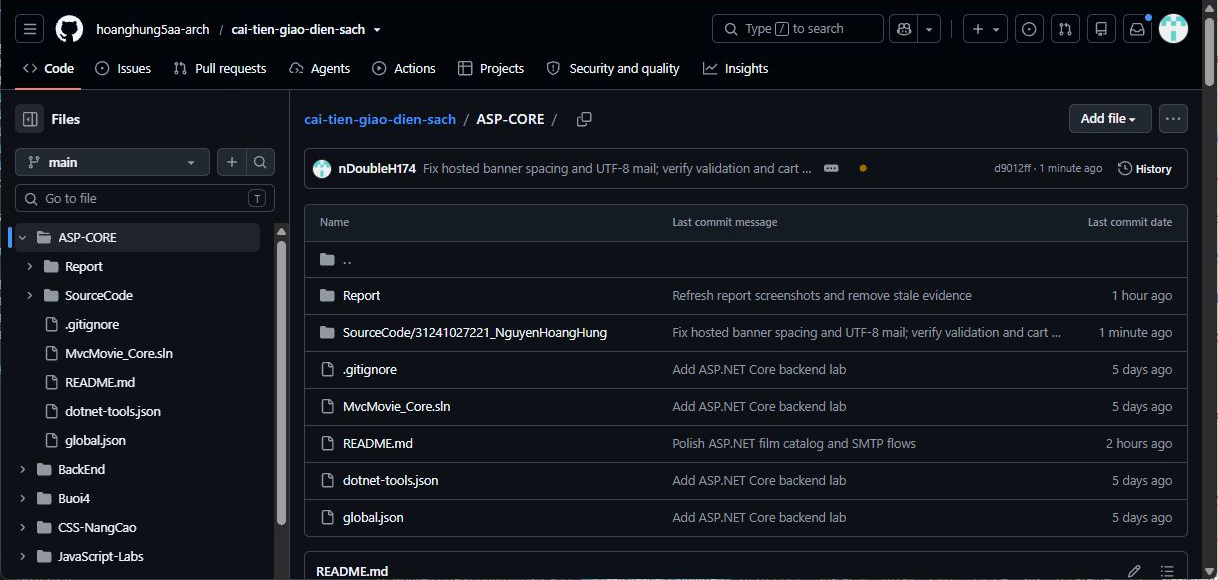 hoanghung5aa-arch / cai-tien-giao-dien-sach
Type / to search
Code
Issues
Pull requests
Agents
Actions
Projects
Security and quality
Insights
Files
main
Go to file
T
ASP-CORE
Report
SourceCode
.gitignore
MvcMovie_Core.sln
README.md
dotnet-tools.json
global.json
BackEnd
Buoi4
CSS-NangCao
JavaScript-Labs
cai-tien-giao-dien-sach / ASP-CORE /
Add file
nDoubleH174 Fix hosted banner spacing and UTF-8 mail; verify validation and cart ...
d9012ff · 1 minute ago
History
Name Last commit message Last commit date
..
Report Refresh report screenshots and remove stale evidence 1 hour ago
SourceCode/31241027221_NguyenHoangHung Fix hosted banner spacing and UTF-8 mail; verify validation and cart ... 1 minute ago
.gitignore Add ASP.NET Core backend lab 5 days ago
MvcMovie_Core.sln Add ASP.NET Core backend lab 5 days ago
README.md Polish ASP.NET film catalog and SMTP flows 2 hours ago
dotnet-tools.json Add ASP.NET Core backend lab 5 days ago
global.json Add ASP.NET Core backend lab 5 days ago
README.md